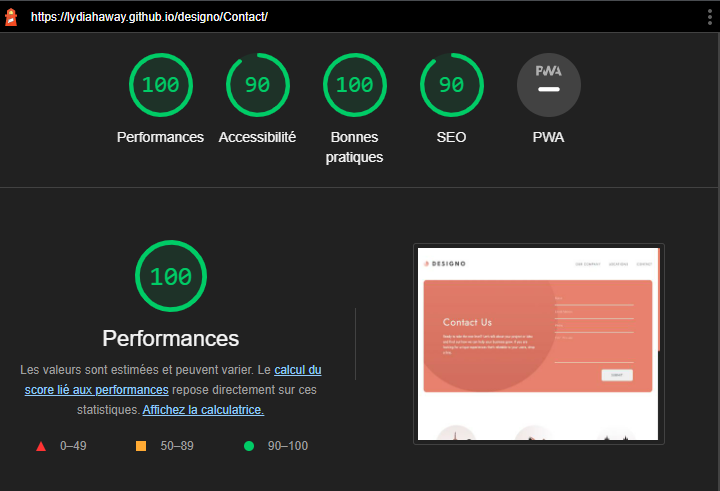 https://lydiahaway.github.io/designo/Contact/
100
90
100
90
PWA
Performances
Accessibilité
Bonnes
pratiques
SEO
PWA
100
Performances
Les valeurs sont estimées et peuvent varier. Le calcul du
score lié aux performances repose directement sur ces
statistiques. Affichez la calculatrice.
0–49
50–89
90–100
DESIGNO
OUR COMPANY
LOCATIONS
CONTACT
Contact Us